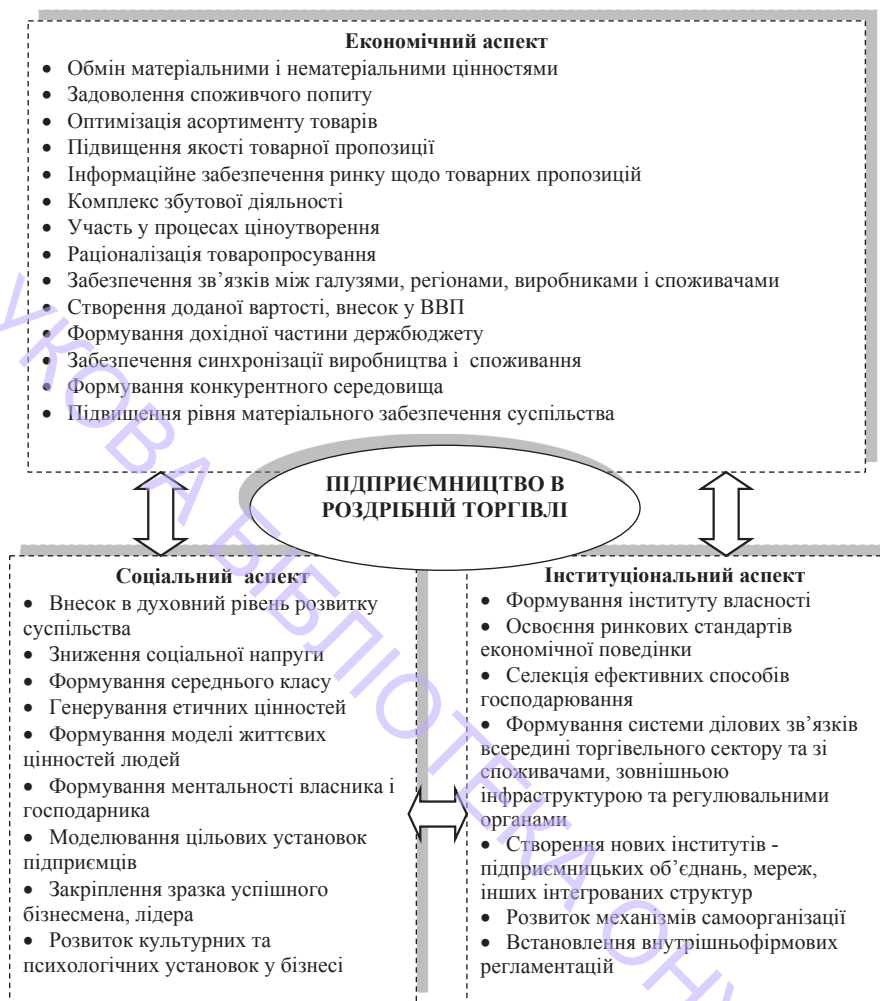 Економічний аспект
• Обмін матеріальними і нематеріальними цінностями
• Задоволення споживчого попиту
• Оптимізація асортименту товарів
• Підвищення якості товарної пропозиції
• Інформаційне забезпечення ринку щодо товарних пропозицій
• Комплекс збутової діяльності
• Участь у процесах ціноутворення
• Раціоналізація товаропросування
• Забезпечення зв’язків між галузями, регіонами, виробниками і споживачами
• Створення доданої вартості, внесок у ВВП
• Формування дохідної частини держбюджету
• Забезпечення синхронізації виробництва і споживання
• Формування конкурентного середовища
• Підвищення рівня матеріального забезпечення суспільства
ПІДПРИЄМНИЦТВО В
РОЗДРІБНІЙ ТОРГІВЛІ
Соціальний аспект
• Внесок в духовний рівень розвитку
суспільства
• Зниження соціальної напруги
• Формування середнього класу
• Генерування етичних цінностей
• Формування моделі життєвих
цінностей людей
• Формування ментальності власника і
господарника
• Моделювання цільових установок
підприємців
• Закріплення зразка успішного
бізнесмена, лідера
• Розвиток культурних та
психологічних установок у бізнесі
Інституціональний аспект
• Формування інституту власності
• Освоєння ринкових стандартів
економічної поведінки
• Селекція ефективних способів
господарювання
• Формування системи ділових зв’язків
всередині торгівельного сектору та зі
споживачами, зовнішньою
інфраструктурою та регулювальними
органами
• Створення нових інститутів -
підприємницьких об’єднань, мереж,
інших інтегрованих структур
• Розвиток механізмів самоорганізації
• Встановлення внутрішньофірмових
регламентацій
УКОВА БІБЛІОТЕКА ОНУ